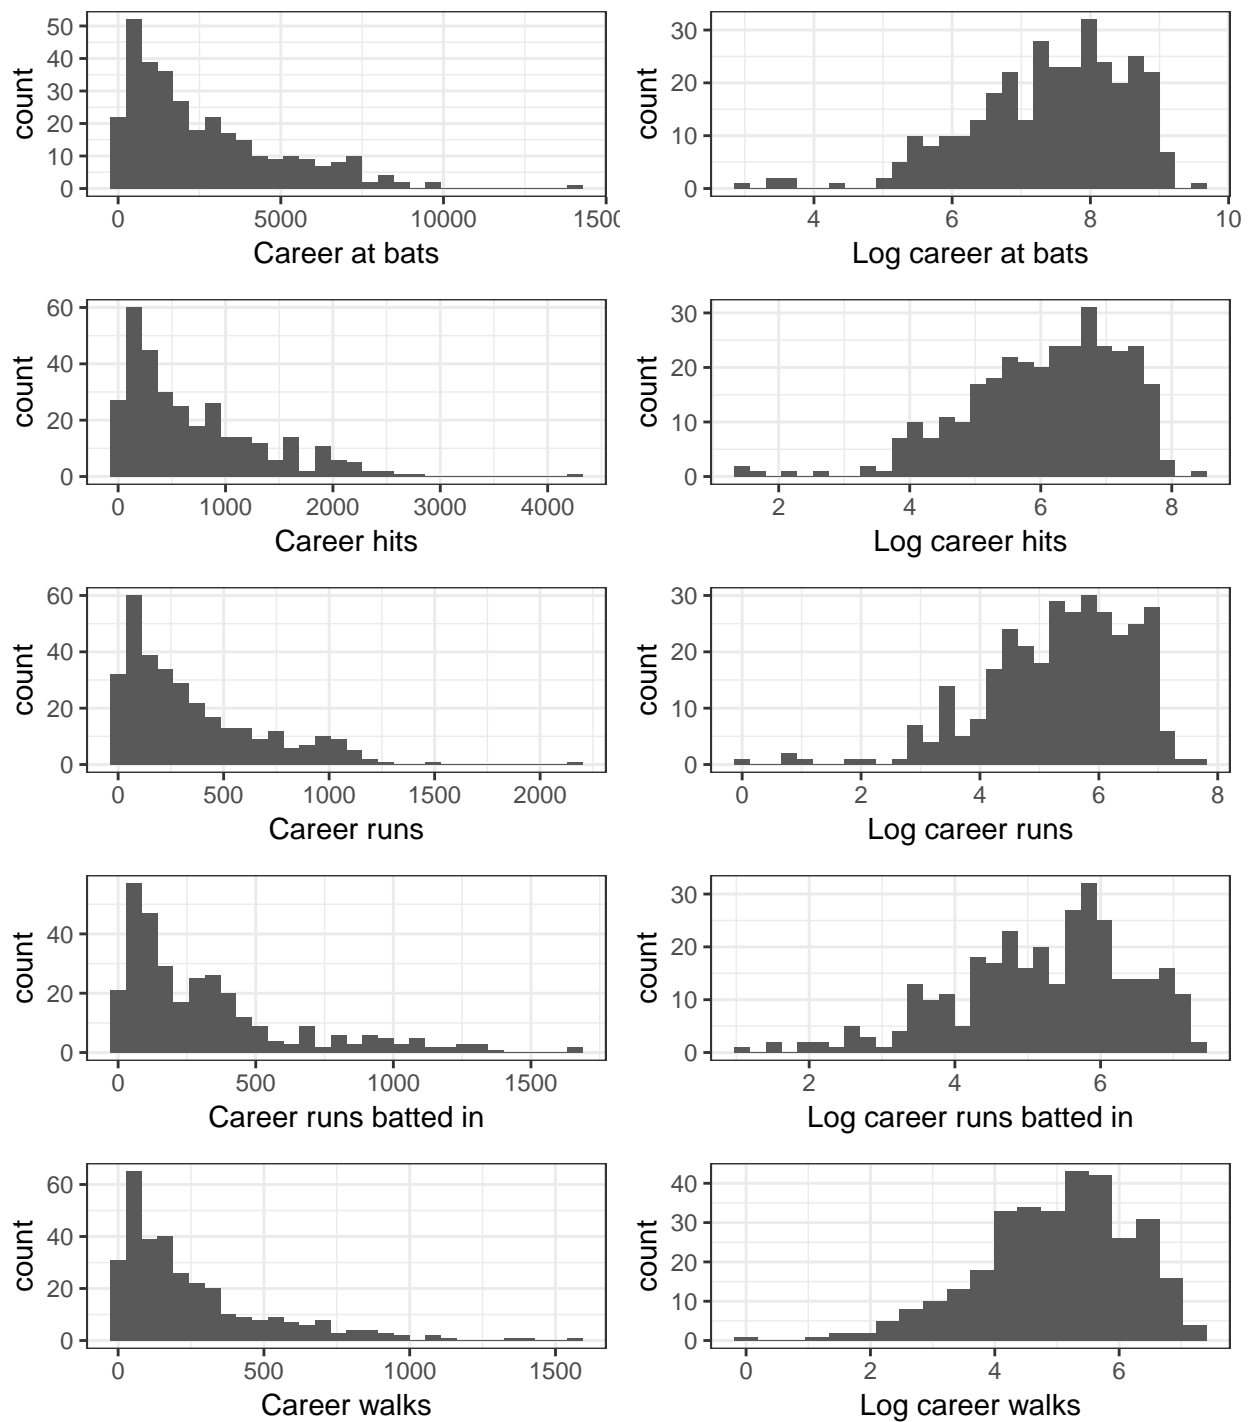 50
40
30
20
10
0
count
0 5000 10000 1500
Career at bats
30
20
10
0
count
4 6 8 10
Log career at bats
60
40
20
0
count
0 1000 2000 3000 4000
Career hits
30
20
10
0
count
2 4 6 8
Log career hits
60
40
20
0
count
0 500 1000 1500 2000
Career runs
30
20
10
0
count
0 2 4 6 8
Log career runs
40
20
0
count
0 500 1000 1500
Career runs batted in
30
20
10
0
count
2 4 6
Log career runs batted in
60
40
20
0
count
0 500 1000 1500
Career walks
40
30
20
10
0
count
0 2 4 6
Log career walks